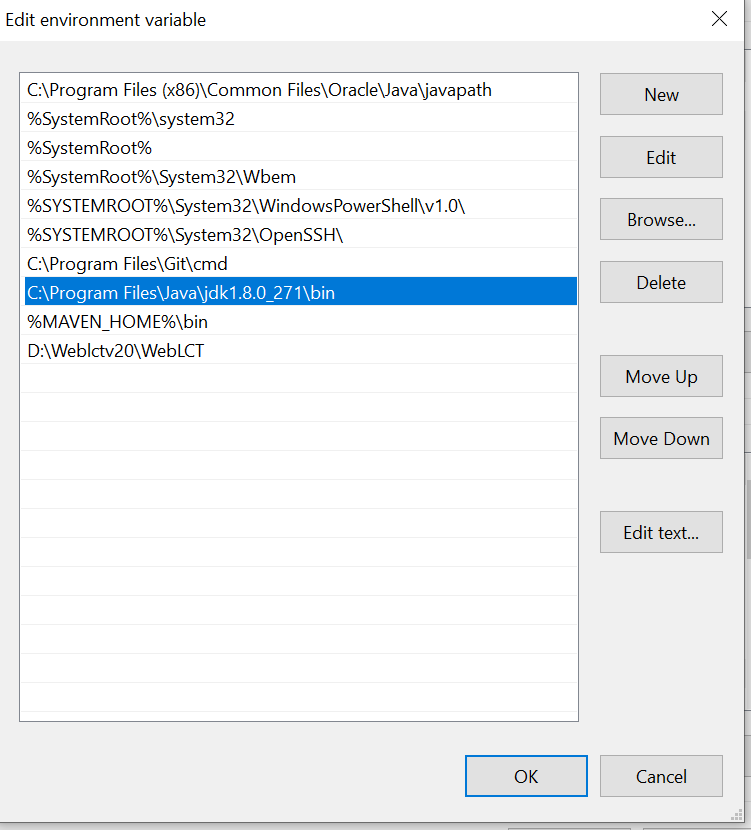 Edit environment variable
C:\Program Files (x86)\Common Files\Oracle\Java\javapath
%SystemRoot%\system32
%SystemRoot%
%SystemRoot%\System32\Wbem
%SYSTEMROOT%\System32\WindowsPowerShell\v1.0\
%SYSTEMROOT%\System32\OpenSSH\
C:\Program Files\Git\cmd
C:\Program Files\Java\jdk1.8.0_271\bin
%MAVEN_HOME%\bin
D:\Weblctv20\WebLCT
New
Edit
Browse...
Delete
Move Up
Move Down
Edit text...
OK
Cancel